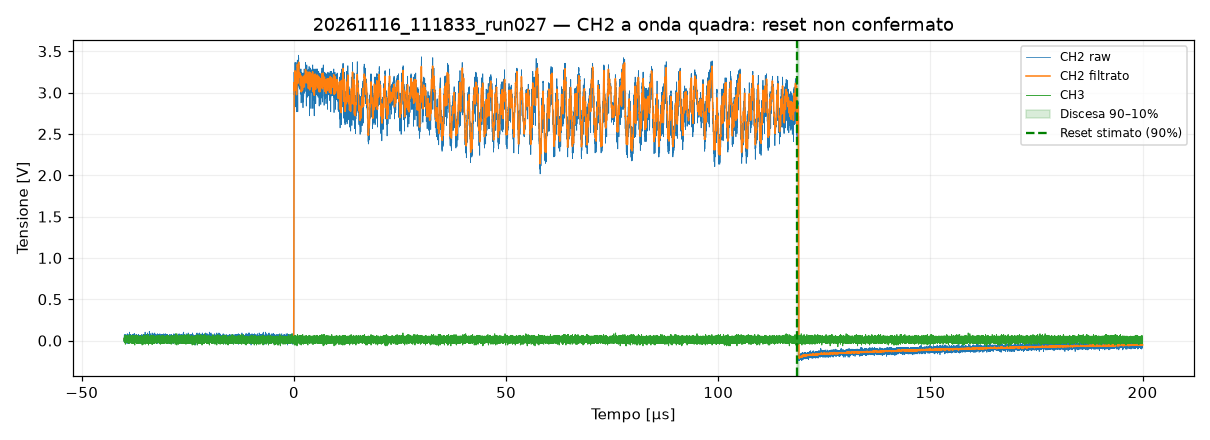 20261116_111833_run027 — CH2 a onda quadra: reset non confermato
Tensione [V]
3.5
3.0
2.5
2.0
1.5
1.0
0.5
0.0
CH2 raw
CH2 filtrato
CH3
Discesa 90–10%
Reset stimato (90%)
−50
0
50
100
150
200
Tempo [µs]